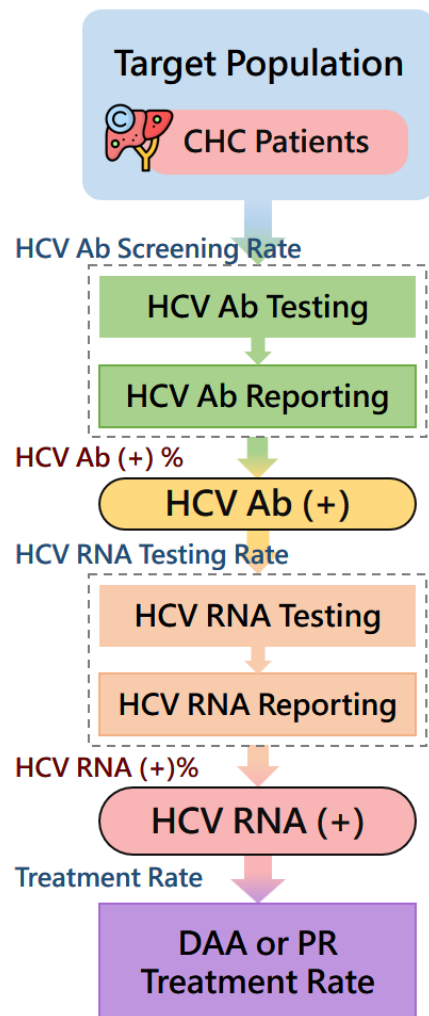 Target Population
C
CHC Patients
HCV Ab Screening Rate
HCV Ab Testing
HCV Ab Reporting
HCV Ab (+) %
HCV Ab (+)
HCV RNA Testing Rate
HCV RNA Testing
HCV RNA Reporting
HCV RNA (+)%
HCV RNA (+)
Treatment Rate
DAA or PR
Treatment Rate